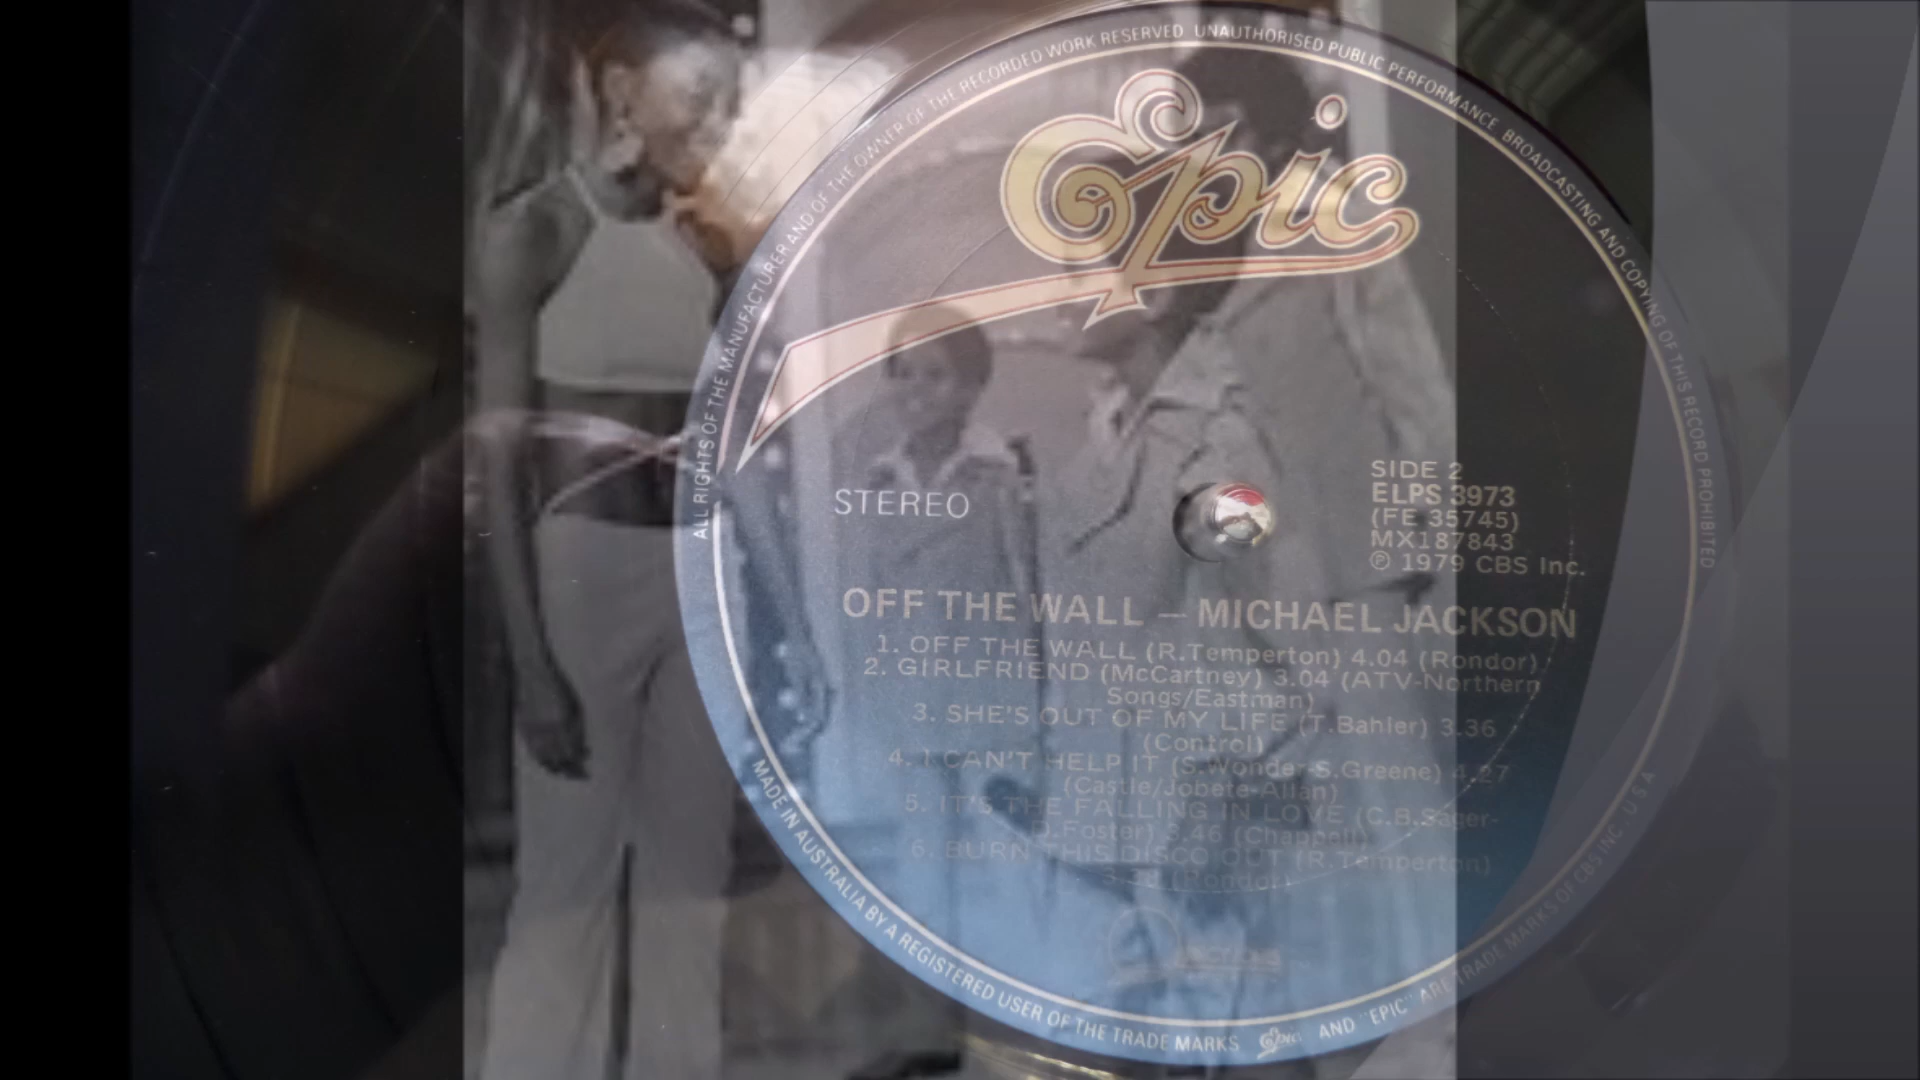 ALL RIGHTS OF THE MANUFACTURER AND OF THE OWNER OF THE RECORDED WORK RESERVED UNAUTHORISED PUBLIC PERFORMANCE BROADCASTING AND COPYING OF THIS RECORD PROHIBITED
Epic
STEREO
SIDE 2
ELPS 3973
(FE 35745)
MX187843
℗ 1979 CBS Inc.
OFF THE WALL – MICHAEL JACKSON
1. OFF THE WALL (R.Temperton) 4.04 (Rondor)
2. GIRLFRIEND (McCartney) 3.04 (ATV-Northern
Songs/Eastman)
3. SHE'S OUT OF MY LIFE (T.Bahler) 3.36
(Control)
4. I CAN'T HELP IT (S.Wonder-S.Greene) 4.27
(Castle/Jobete-Allan)
5. IT'S THE FALLING IN LOVE (C.B.Sager-
D.Foster) 3.46 (Chappell)
6. BURN THIS DISCO OUT (R.Temperton)
(Rondor)
MADE IN AUSTRALIA BY A REGISTERED USER OF THE TRADE MARKS Epic AND "EPIC" ARE TRADE MARKS OF CBS INC. U.S.A